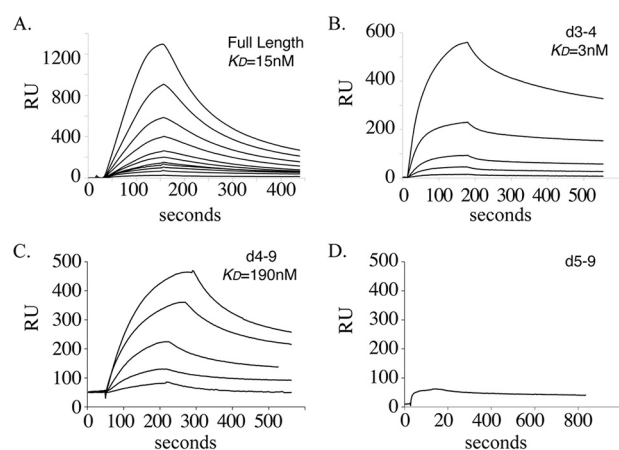 A.
Full Length
KD=15nM
1200
800
400
0
RU
0 100 200 300 400
seconds
B.
d3-4
KD=3nM
600
400
200
0
RU
0 100 200 300 400 500
seconds
C.
d4-9
KD=190nM
500
400
300
200
100
0
RU
0 100 200 300 400 500
seconds
D.
d5-9
500
400
300
200
100
0
RU
0 20 400 600 800
seconds